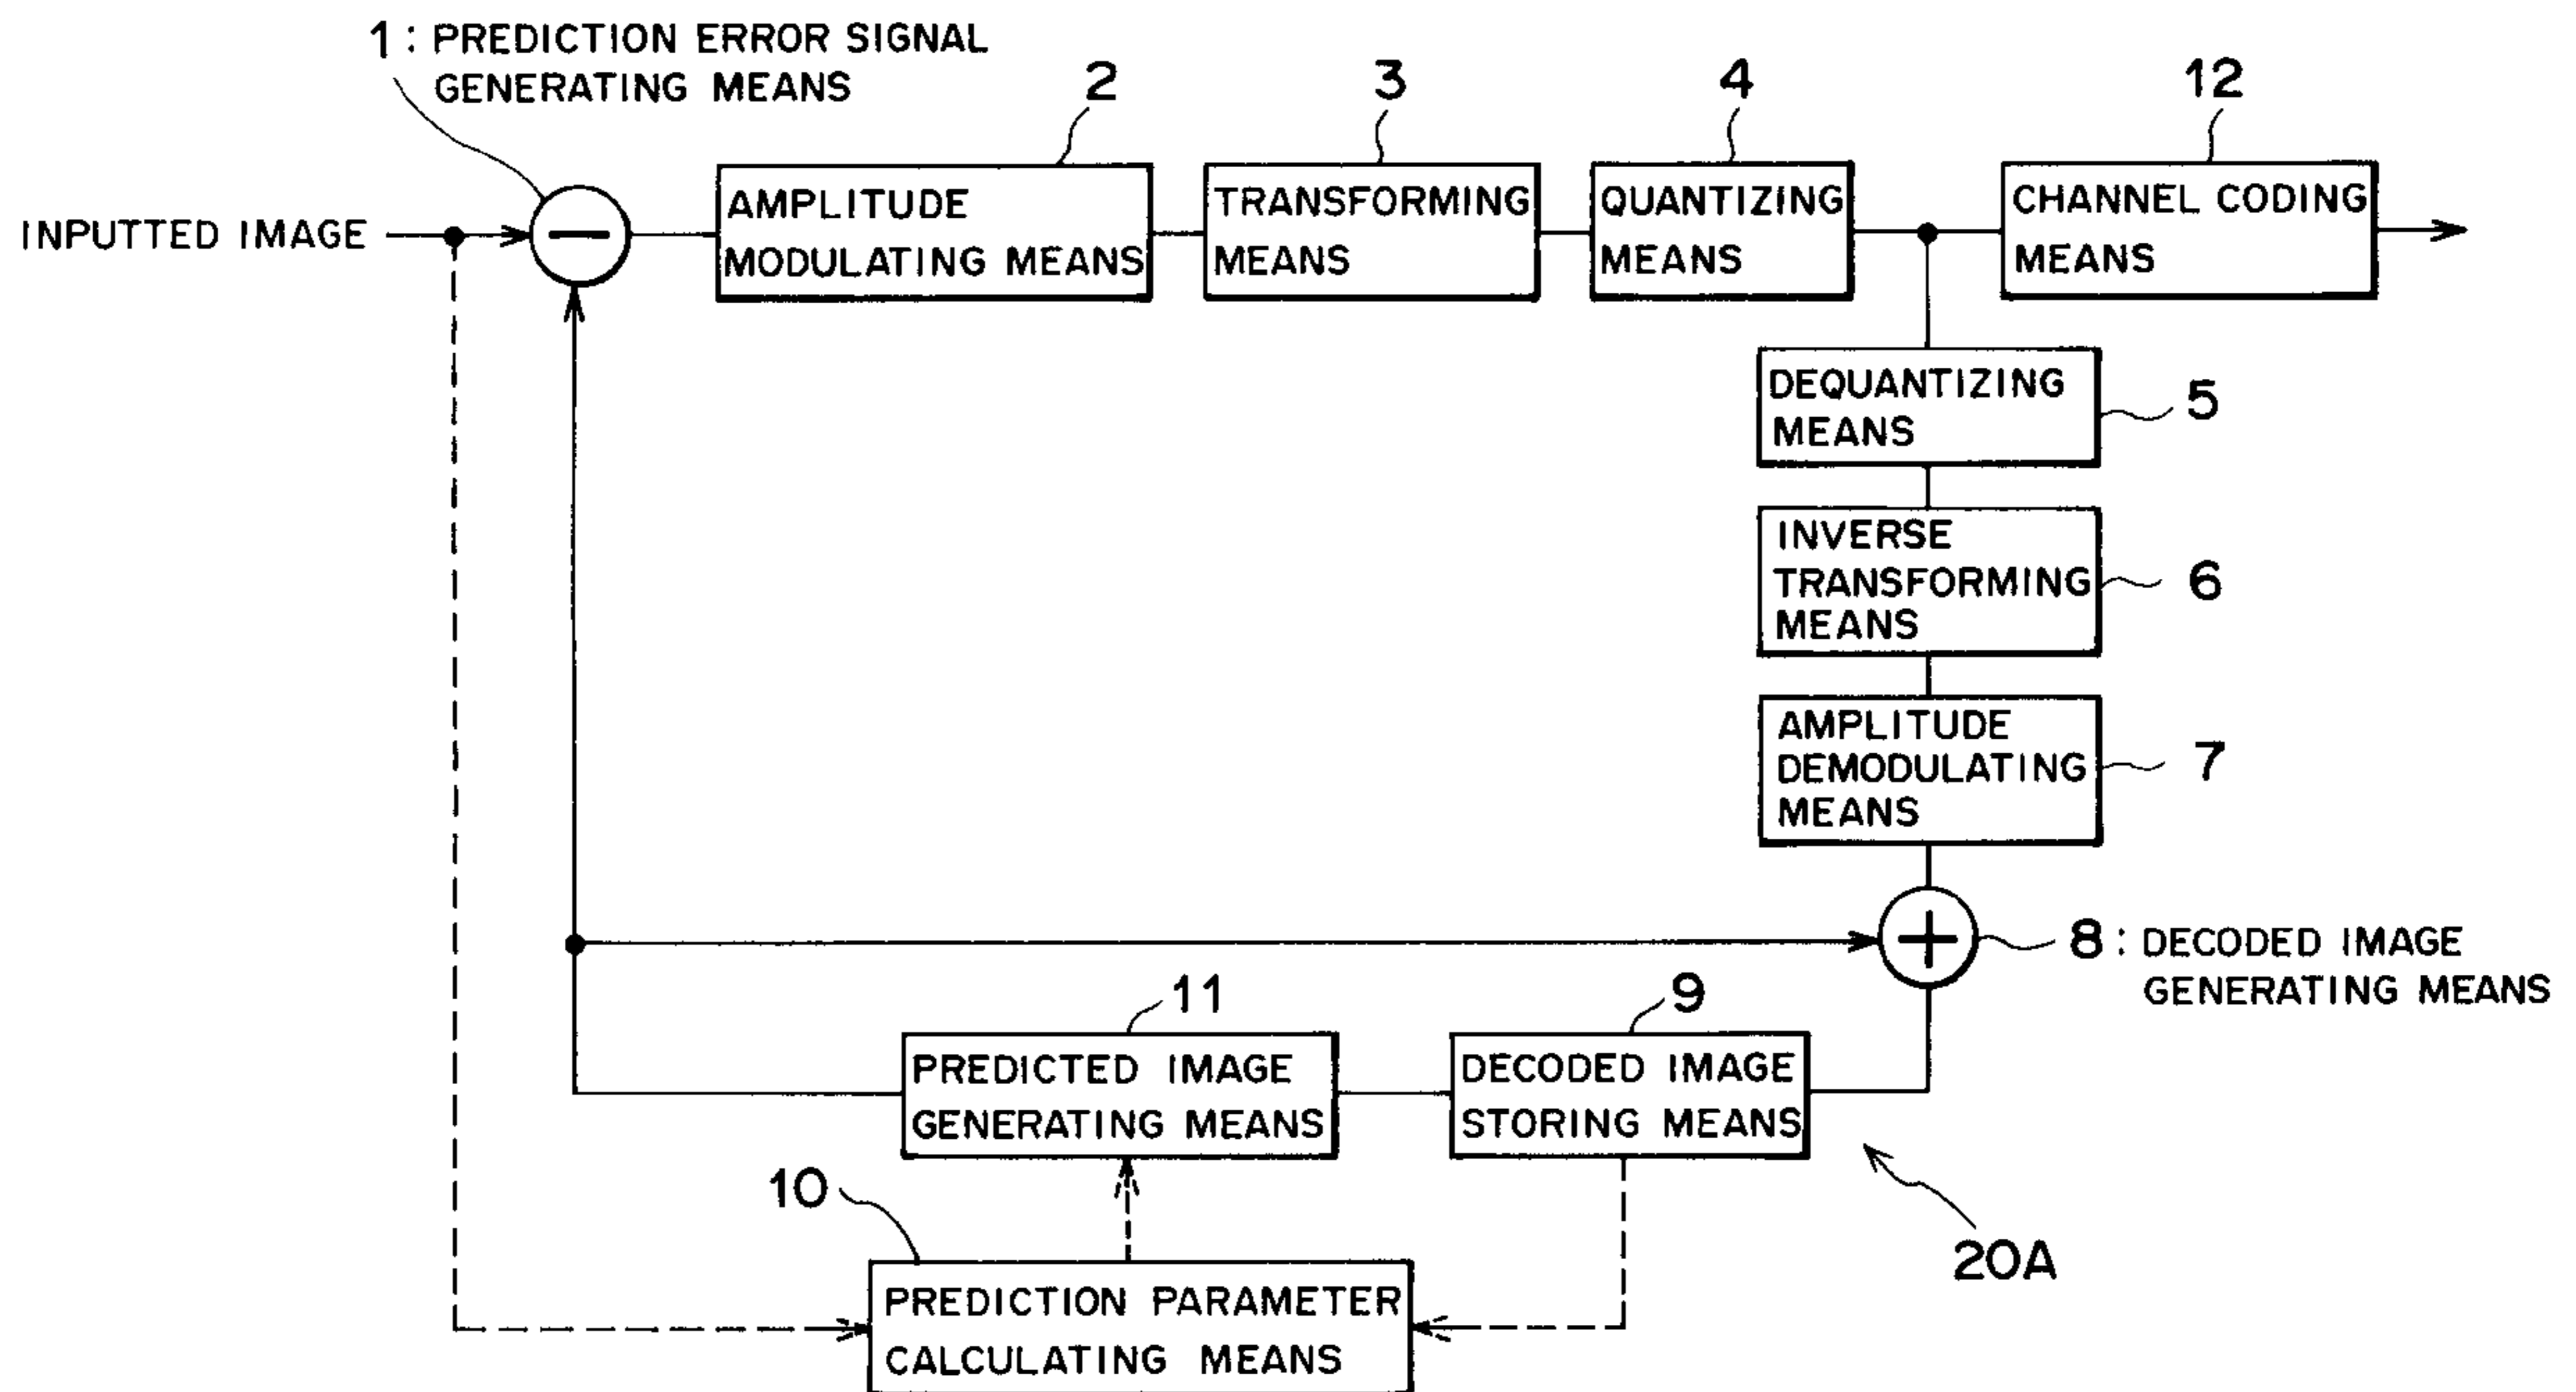 1 : PREDICTION ERROR SIGNAL
GENERATING MEANS
2
3
4
12
INPUTTED IMAGE
AMPLITUDE
MODULATING MEANS
TRANSFORMING
MEANS
QUANTIZING
MEANS
CHANNEL CODING
MEANS
DEQUANTIZING
MEANS
5
INVERSE
TRANSFORMING
MEANS
6
AMPLITUDE
DEMODULATING
MEANS
7
8 : DECODED IMAGE
GENERATING MEANS
11
9
PREDICTED IMAGE
GENERATING MEANS
DECODED IMAGE
STORING MEANS
10
20A
PREDICTION PARAMETER
CALCULATING MEANS